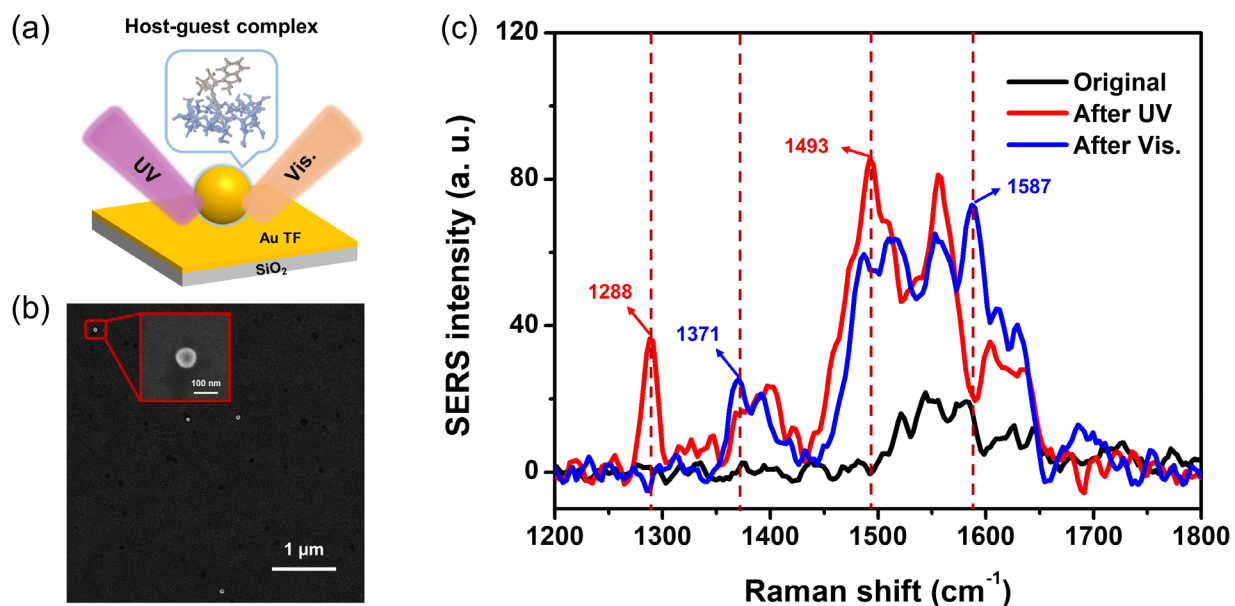 (a)
Host-guest complex
UV
Vis.
Au TF
SiO₂
(b)
100 nm
1 μm
(c)
120
80
40
0
SERS intensity (a. u.)
Original
After UV
After Vis.
1493
1587
1288
1371
1200
1300
1400
1500
1600
1700
1800
Raman shift (cm⁻¹)